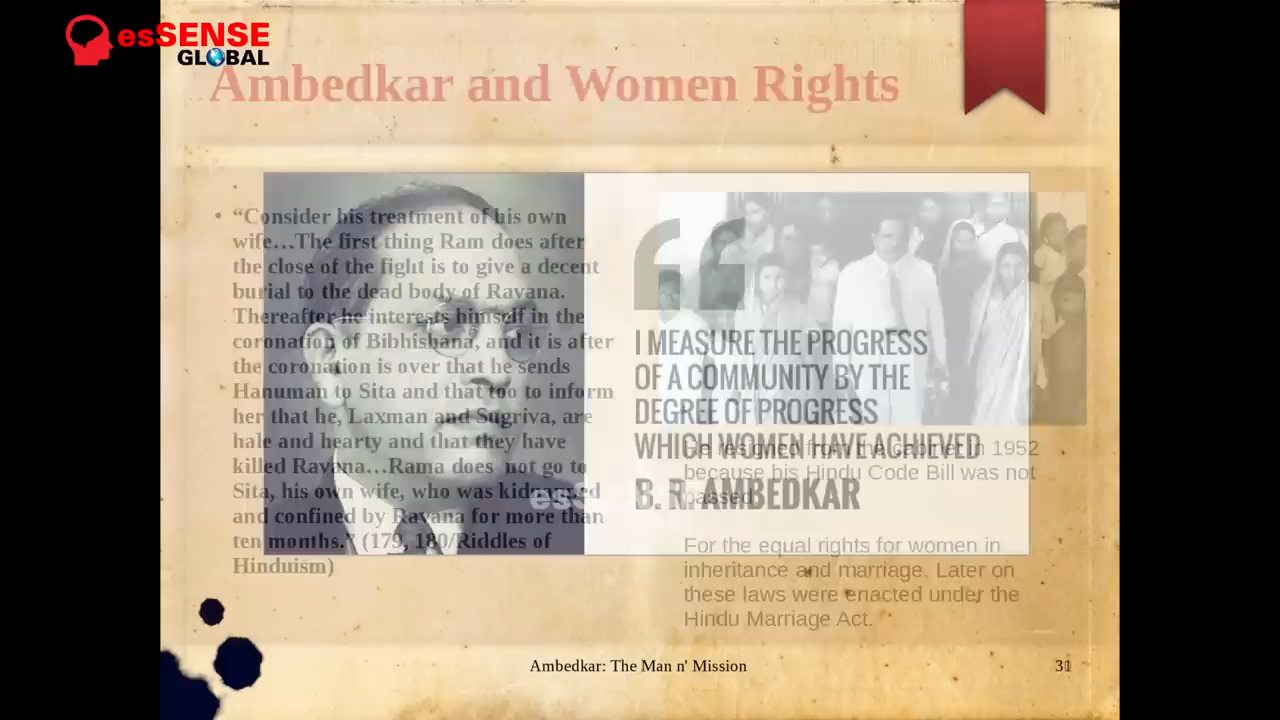 esSENSE
GLOBAL
Ambedkar and Women Rights
• “Consider his treatment of his own
wife…The first thing Ram does after
the close of the fight is to give a decent
burial to the dead body of Ravana.
Thereafter he interests himself in the
coronation of Bibhishana, and it is after
the coronation is over that he sends
Hanuman to Sita and that too to inform
her that he, Laxman and Sugriva, are
hale and hearty and that they have
killed Ravana…Rama does not go to
Sita, his own wife, who was kidnapped
and confined by Ravana for more than
ten months.” (179, 180/Riddles of
Hinduism)
I MEASURE THE PROGRESS
OF A COMMUNITY BY THE
DEGREE OF PROGRESS
WHICH WOMEN HAVE ACHIEVED
B. R. AMBEDKAR
He resigned from the cabinet in 1952
because his Hindu Code Bill was not
passed
For the equal rights for women in
inheritance and marriage. Later on
these laws were enacted under the
Hindu Marriage Act.
Ambedkar: The Man n' Mission
31